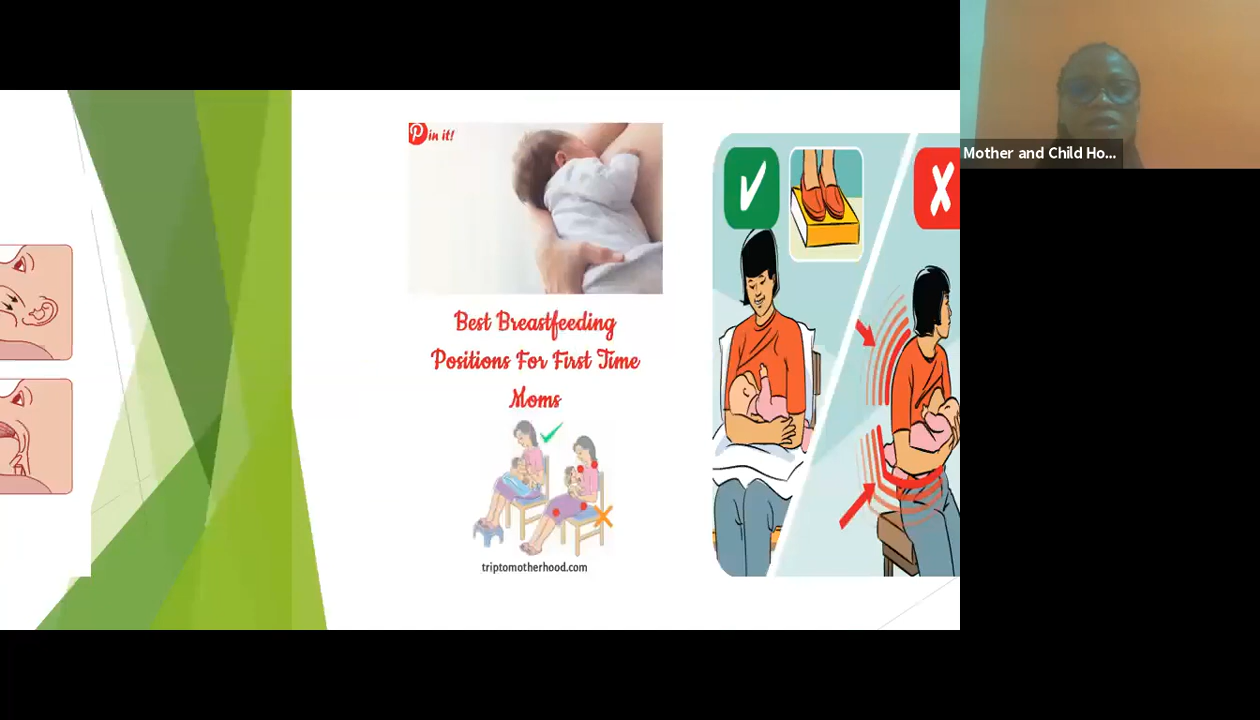 Pin it!
Best Breastfeeding
Positions For First Time
Moms
triptomotherhood.com
Mother and Child Ho...